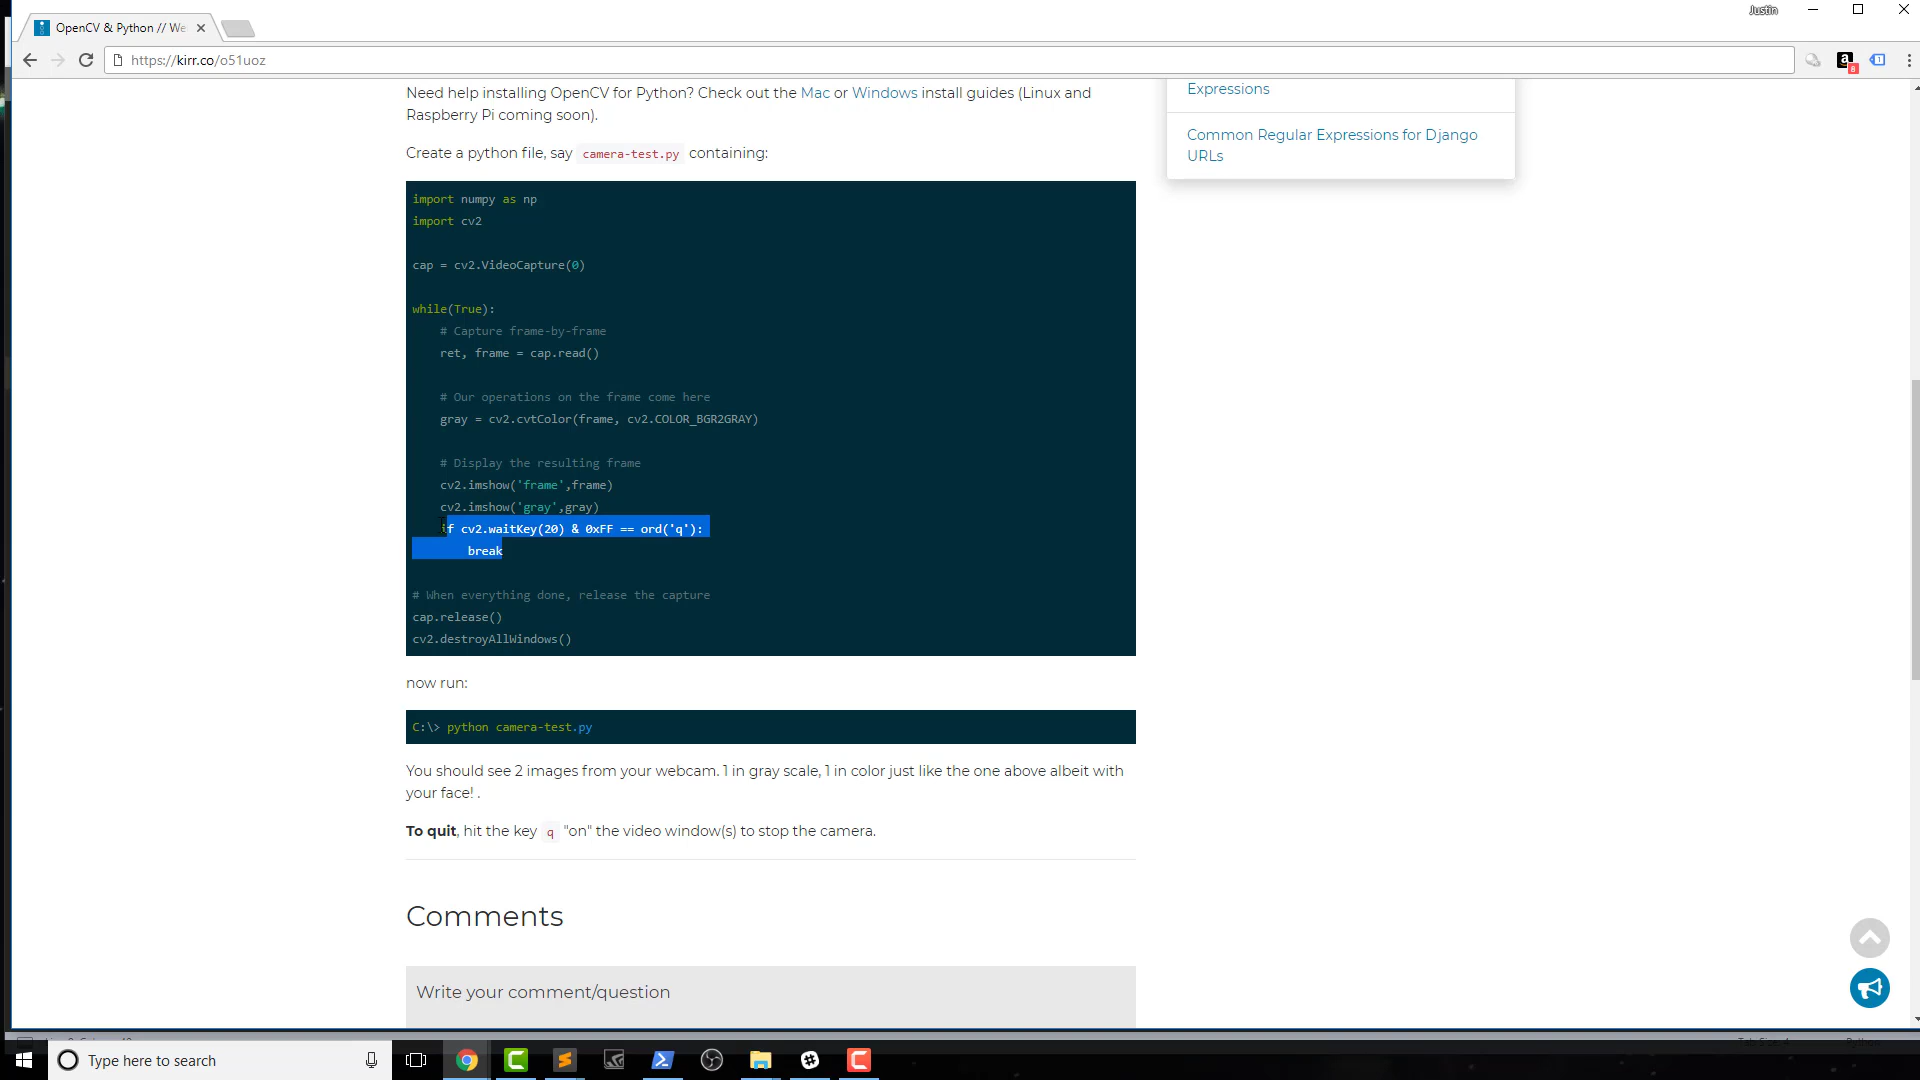 OpenCV & Python // We
Justin
https://kirr.co/o51uoz
a
8
Need help installing OpenCV for Python? Check out the Mac or Windows install guides (Linux and
Raspberry Pi coming soon).
Create a python file, say camera-test.py containing:
import numpy as np
import cv2
cap = cv2.VideoCapture(0)
while(True):
# Capture frame-by-frame
ret, frame = cap.read()
# Our operations on the frame come here
gray = cv2.cvtColor(frame, cv2.COLOR_BGR2GRAY)
# Display the resulting frame
cv2.imshow('frame',frame)
cv2.imshow('gray',gray)
if cv2.waitKey(20) & 0xFF == ord('q'):
break
# When everything done, release the capture
cap.release()
cv2.destroyAllWindows()
now run:
C:\> python camera-test.py
You should see 2 images from your webcam. 1 in gray scale, 1 in color just like the one above albeit with
your face! .
To quit, hit the key q "on" the video window(s) to stop the camera.
Comments
Write your comment/question
Expressions
Common Regular Expressions for Django
URLs
Type here to search